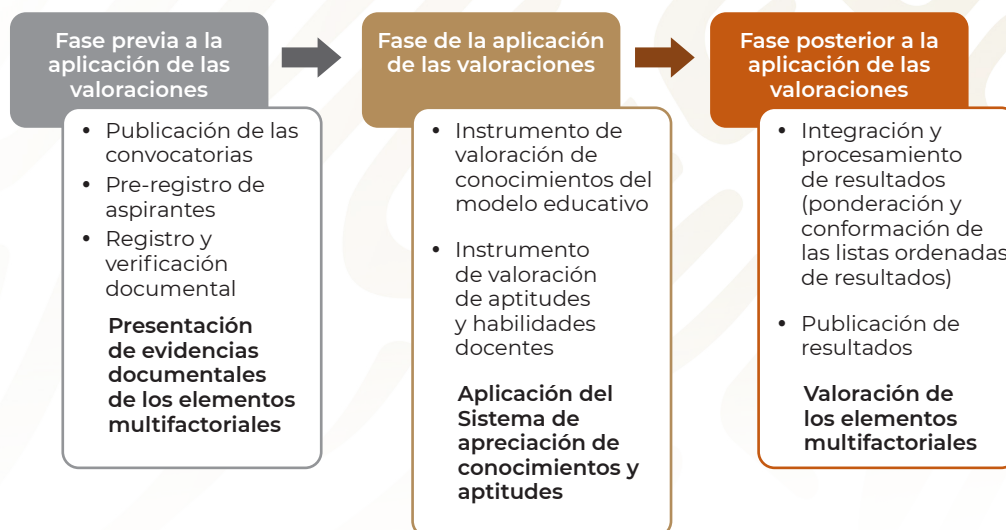 Fase previa a la
aplicación de las
valoraciones
• Publicación de las
convocatorias
• Pre-registro de
aspirantes
• Registro y
verificación
documental
Presentación
de evidencias
documentales
de los elementos
multifactoriales
Fase de la aplicación
de las valoraciones
• Instrumento de
valoración de
conocimientos del
modelo educativo
• Instrumento
de valoración
de aptitudes
y habilidades
docentes
Aplicación del
Sistema de
apreciación de
conocimientos y
aptitudes
Fase posterior a la
aplicación de las
valoraciones
• Integración y
procesamiento
de resultados
(ponderación y
conformación de
las listas ordenadas
de resultados)
• Publicación de
resultados
Valoración de
los elementos
multifactoriales